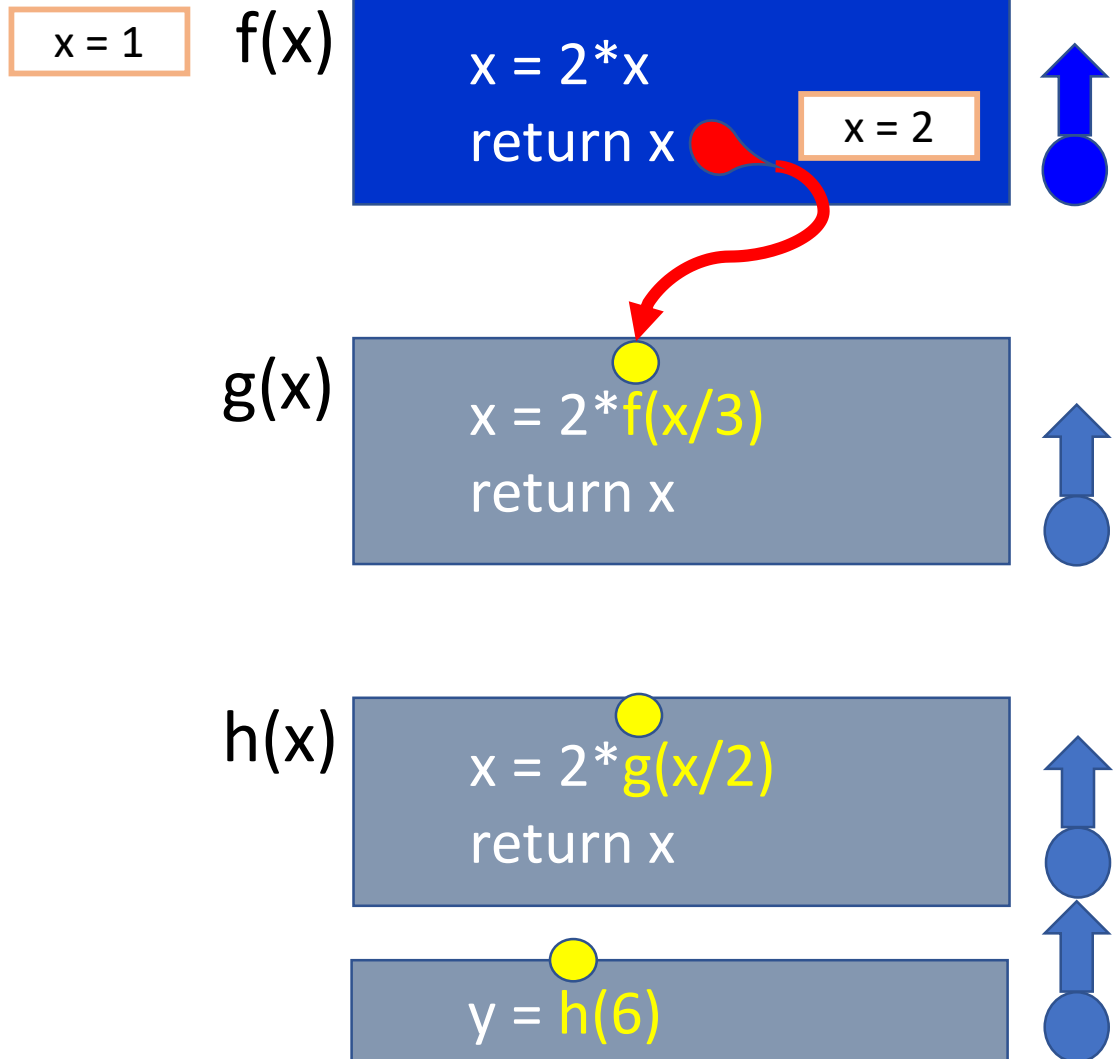 x = 1
f(x)
x = 2*x
return x
x = 2
g(x)
x = 2*f(x/3)
return x
h(x)
x = 2*g(x/2)
return x
y = h(6)